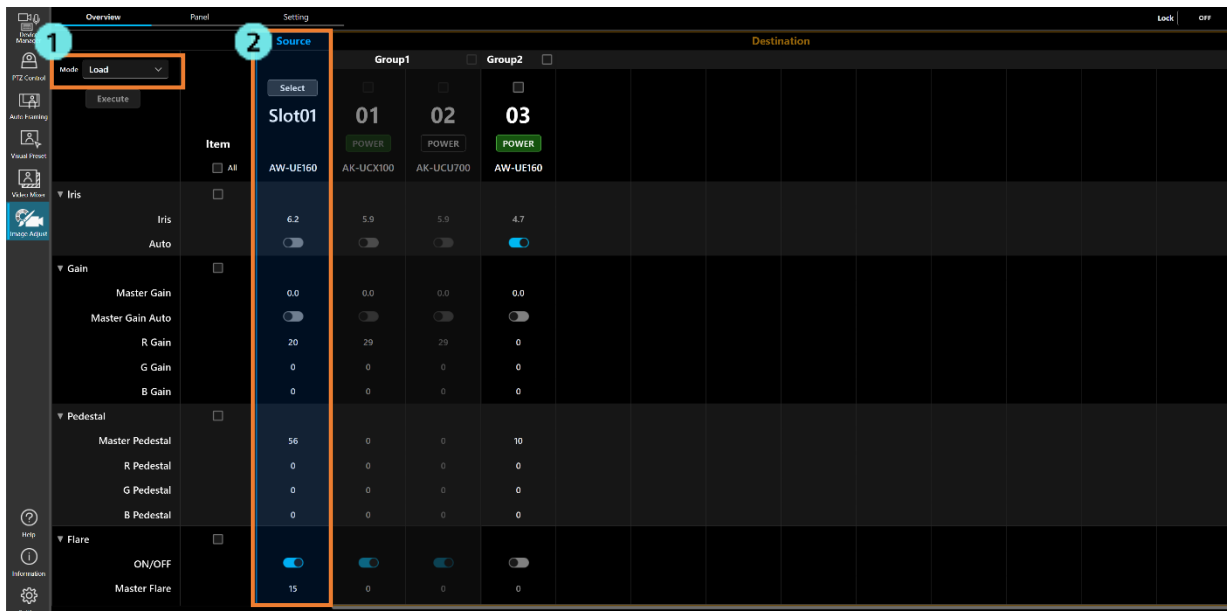 Overview Panel Setting Lock OFF
Device Manager
1
2
Source Destination
Mode Load
Group1 Group2
PTZ Control
Select
Execute
Auto Framing
Slot01 01 02 03
Item POWER POWER POWER
Visual Preset
All AW-UE160 AK-UCX100 AK-UCU700 AW-UE160
Video Mixer
▼ Iris
Iris 6.2 5.9 5.9 4.7
Image Adjust
Auto
▼ Gain
Master Gain 0.0 0.0 0.0 0.0
Master Gain Auto
R Gain 20 29 29 0
G Gain 0 0 0 0
B Gain 0 0 0 0
▼ Pedestal
Master Pedestal 56 0 0 10
R Pedestal 0 0 0 0
G Pedestal 0 0 0 0
B Pedestal 0 0 0 0
Help
▼ Flare
ON/OFF
Information
Master Flare 15 0 0 0